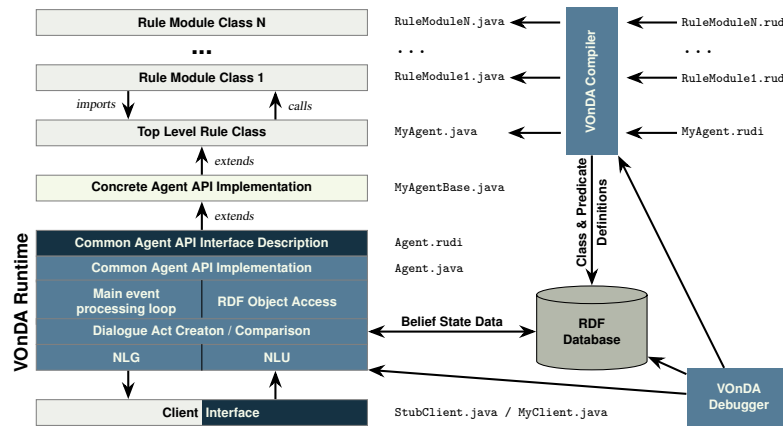 Rule Module Class N
RuleModuleN.java
RuleModuleN.rud
...
. . .
. . .
Rule Module Class 1
RuleModule1.java
RuleModule1.rud
VOnDA Compiler
imports
calls
Top Level Rule Class
MyAgent.java
MyAgent.rudi
extends
Concrete Agent API Implementation
MyAgentBase.java
Class & Predicate
Definitions
extends
VOnDA Runtime
Common Agent API Interface Description
Agent.rudi
Common Agent API Implementation
Agent.java
Main event
processing loop
RDF Object Access
Dialogue Act Creaton / Comparison
Belief State Data
RDF
Database
NLG
NLU
VOnDA
Debugger
Client Interface
StubClient.java / MyClient.java